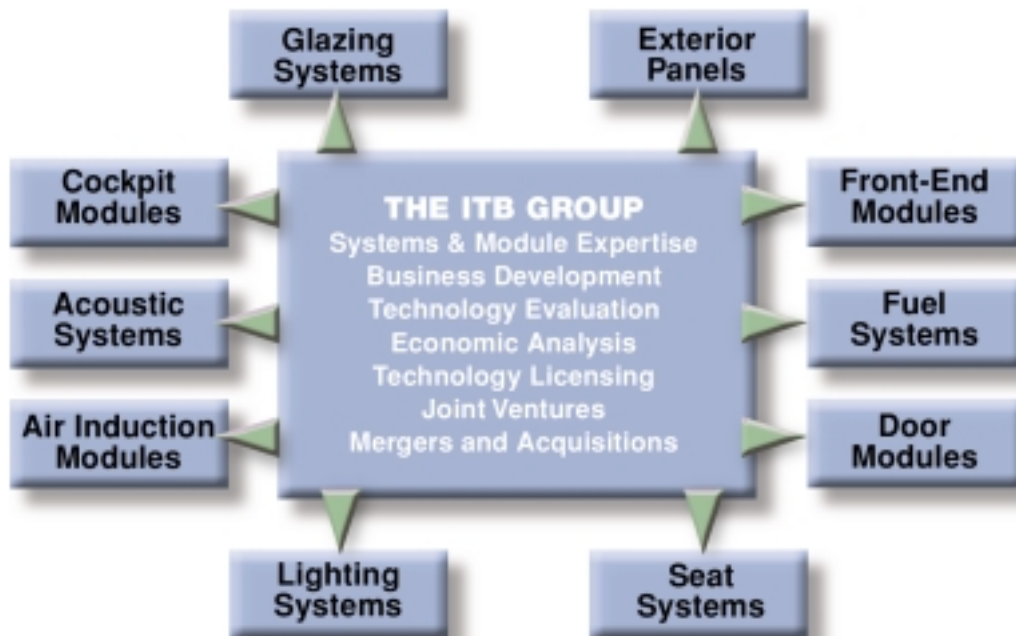 Glazing
Systems
Exterior
Panels
Cockpit
Modules
Acoustic
Systems
Air Induction
Modules
THE ITB GROUP
Systems & Module Expertise
Business Development
Technology Evaluation
Economic Analysis
Technology Licensing
Joint Ventures
Mergers and Acquisitions
Front-End
Modules
Fuel
Systems
Door
Modules
Lighting
Systems
Seat
Systems